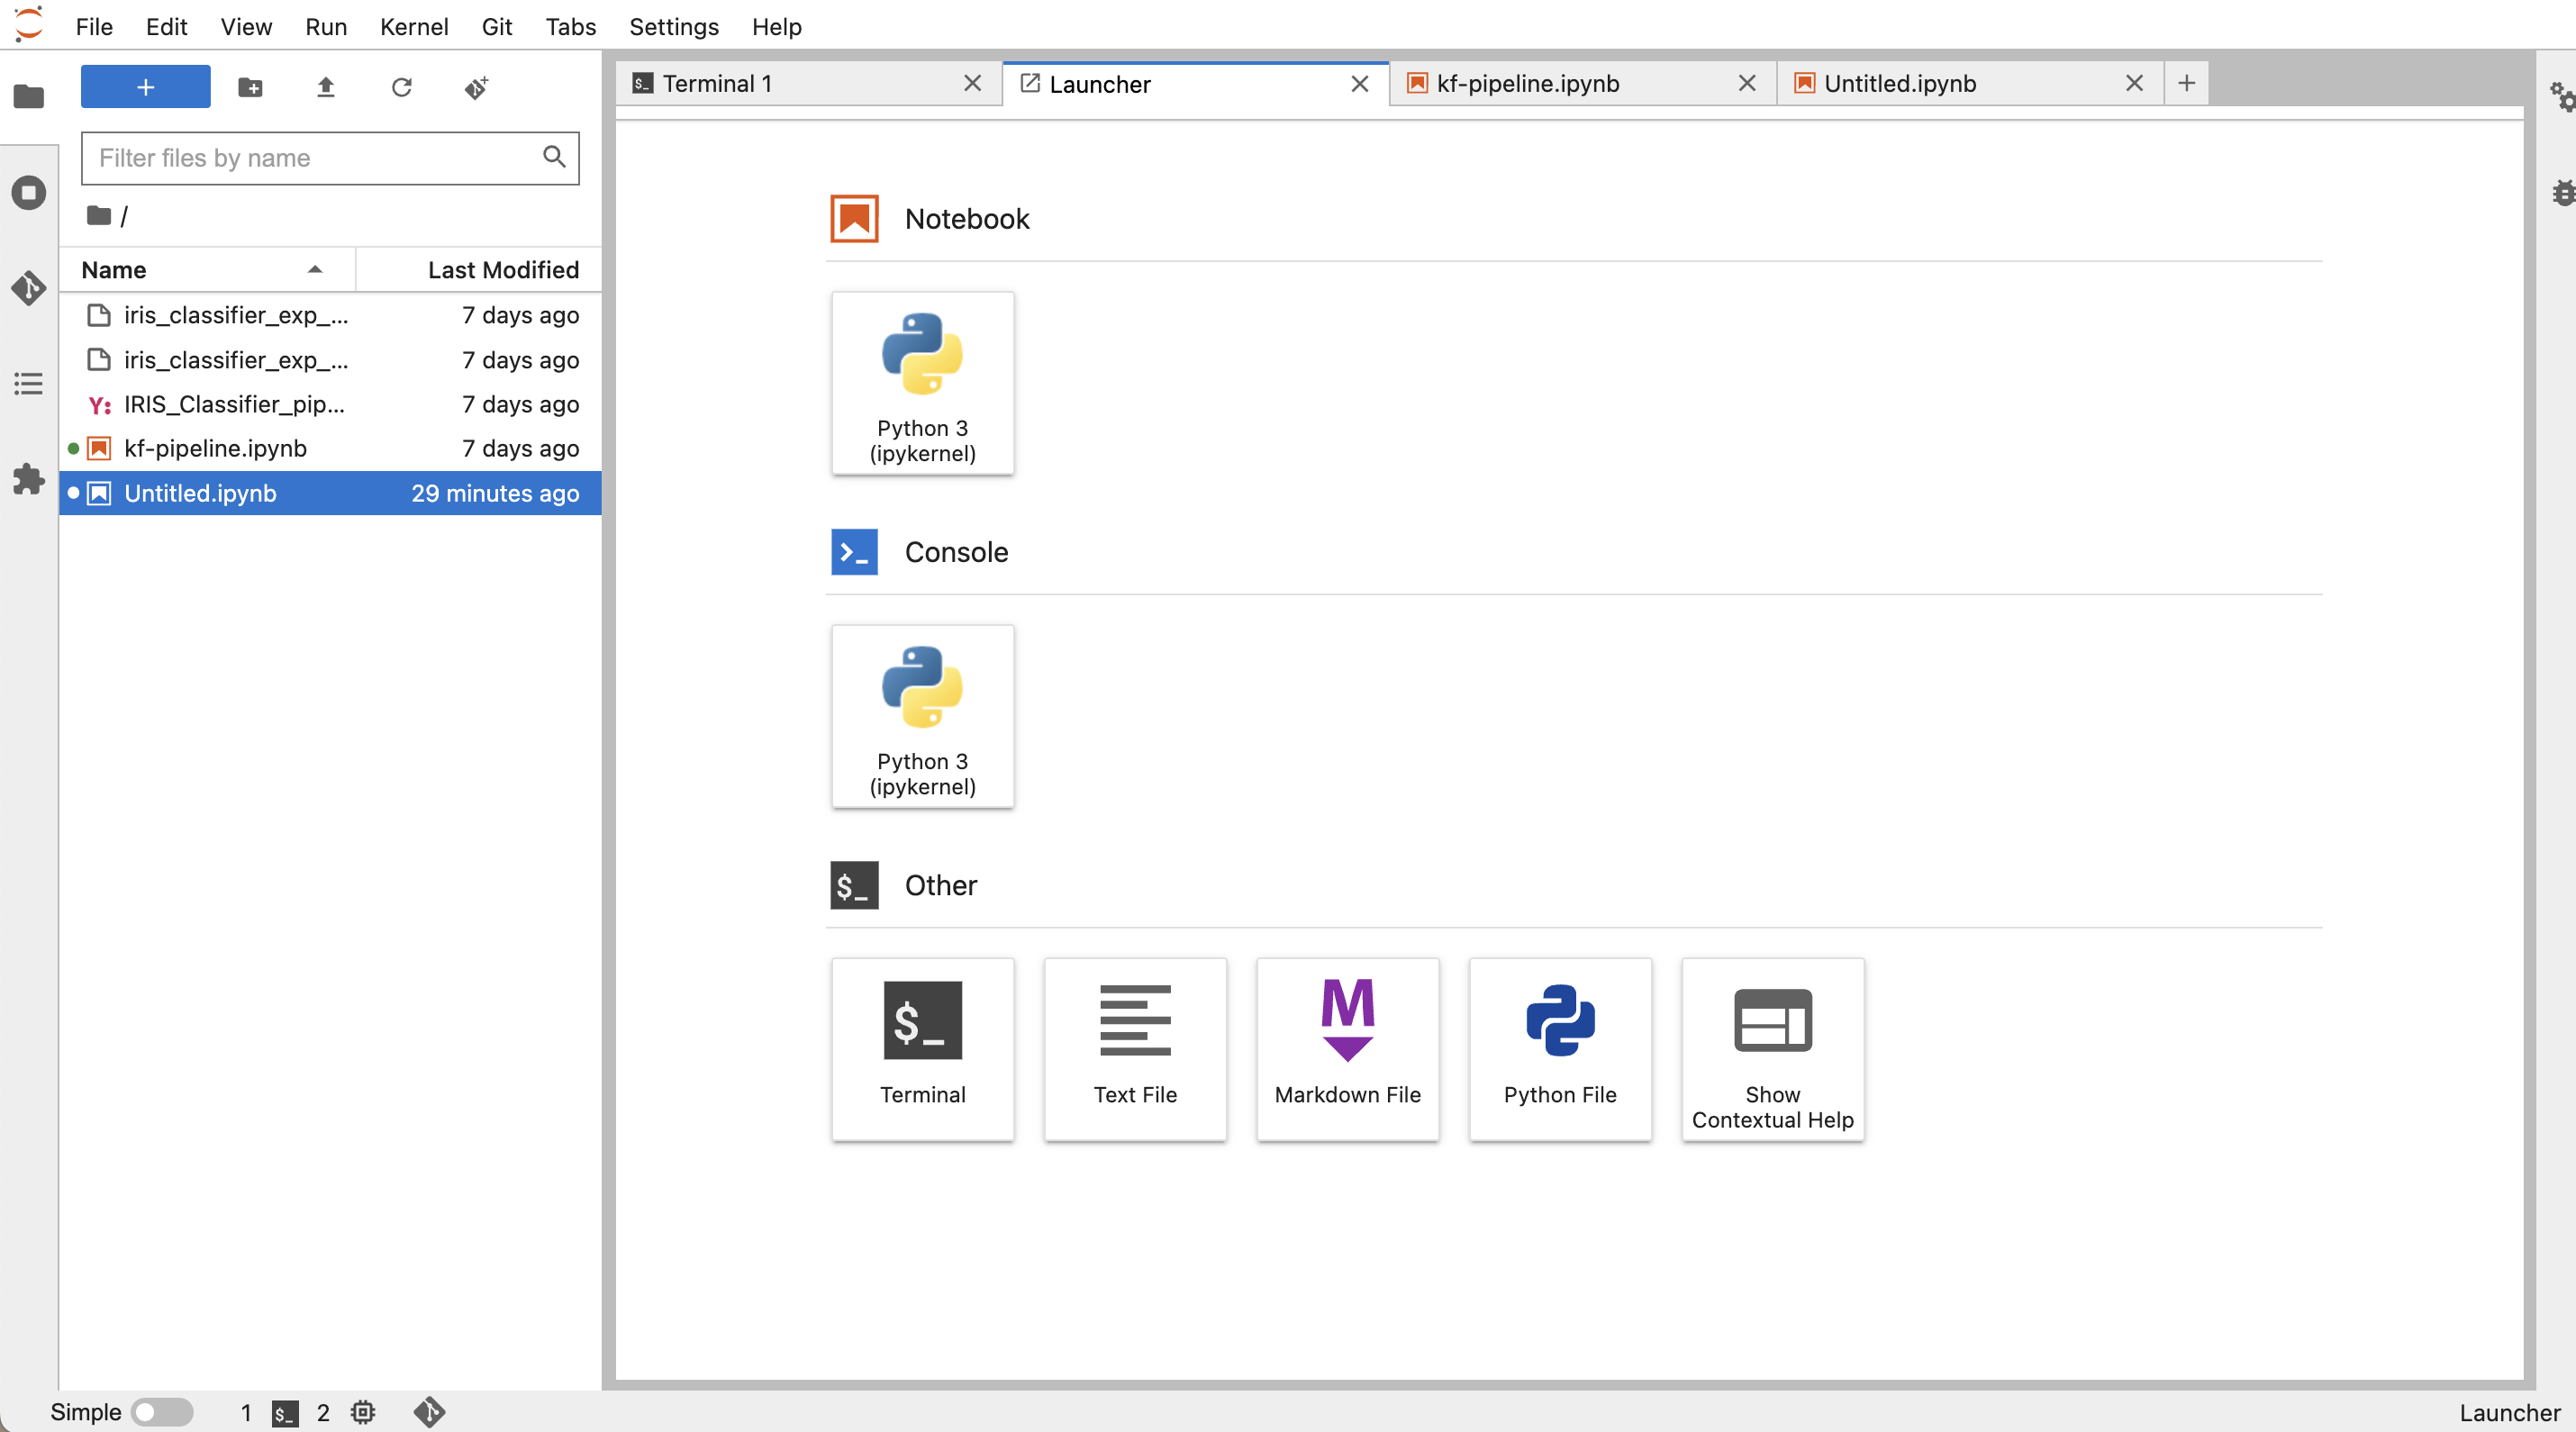 File Edit View Run Kernel Git Tabs Settings Help
+
Filter files by name
/
Name Last Modified
iris_classifier_exp_... 7 days ago
iris_classifier_exp_... 7 days ago
Y: IRIS_Classifier_pip... 7 days ago
kf-pipeline.ipynb 7 days ago
Untitled.ipynb 29 minutes ago
$_ Terminal 1
Launcher
kf-pipeline.ipynb
Untitled.ipynb
+
Notebook
Python 3
(ipykernel)
>_ Console
Python 3
(ipykernel)
$_ Other
$_
Terminal
Text File
M
Markdown File
Python File
Show
Contextual Help
Simple 1 $_ 2
Launcher